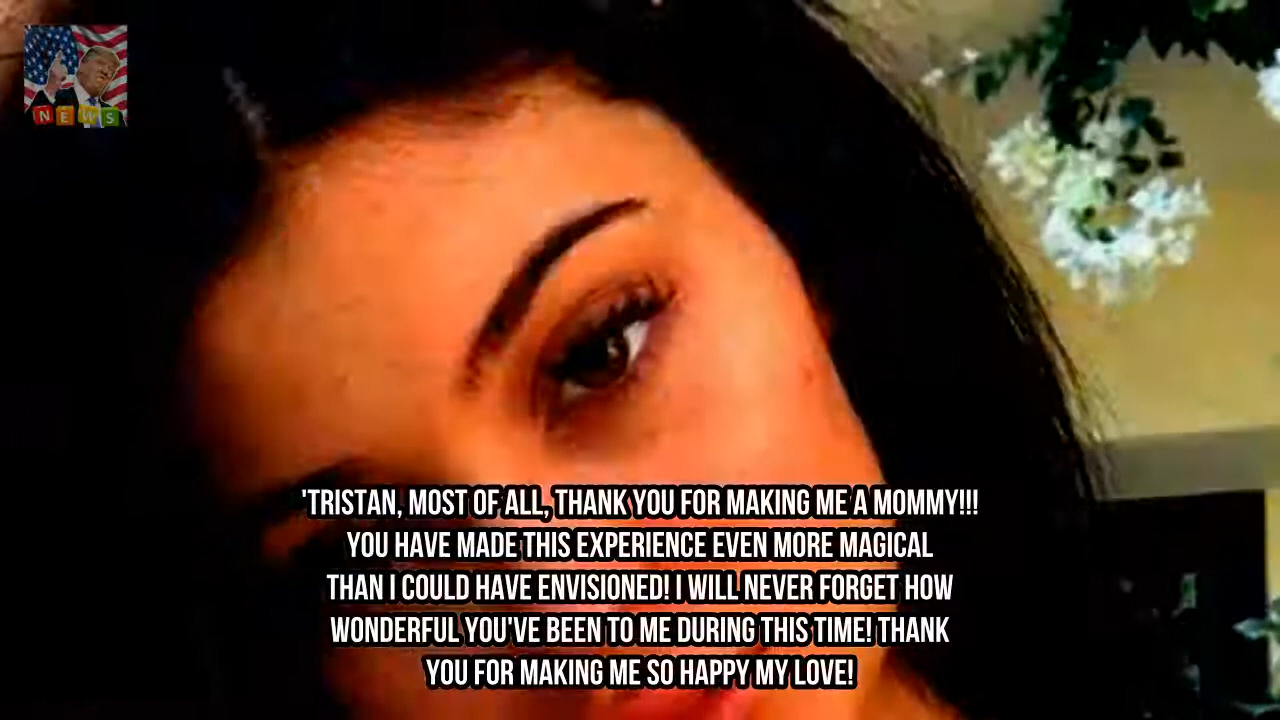 NEWS
'TRISTAN, MOST OF ALL, THANK YOU FOR MAKING ME A MOMMY!!!
YOU HAVE MADE THIS EXPERIENCE EVEN MORE MAGICAL
THAN I COULD HAVE ENVISIONED! I WILL NEVER FORGET HOW
WONDERFUL YOU'VE BEEN TO ME DURING THIS TIME! THANK
YOU FOR MAKING ME SO HAPPY MY LOVE!